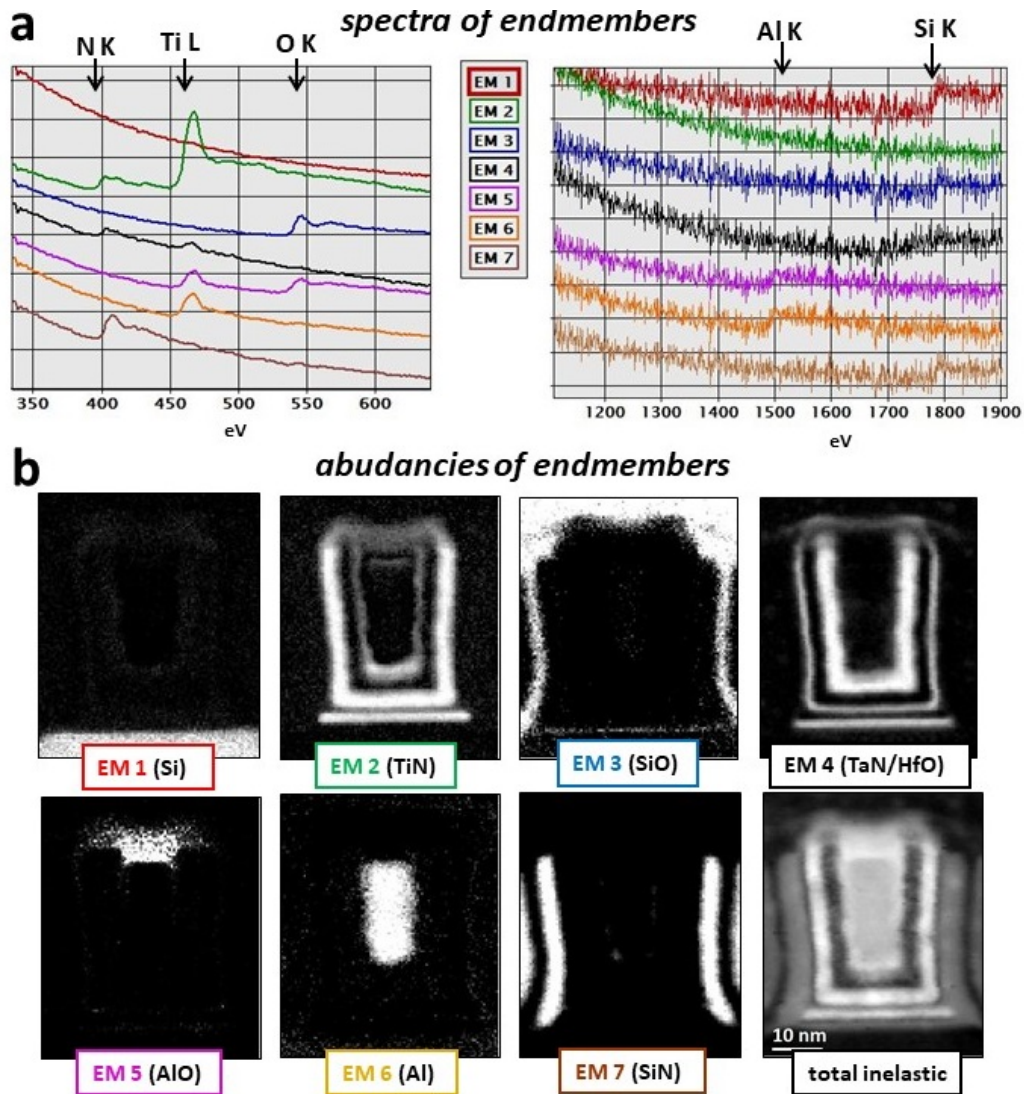 a
spectra of endmembers
N K
Ti L
O K
Al K
Si K
EM 1
EM 2
EM 3
EM 4
EM 5
EM 6
EM 7
350 400 450 500 550 600
eV
1200 1300 1400 1500 1600 1700 1800 1900
eV
b
abudancies of endmembers
EM 1 (Si)
EM 2 (TiN)
EM 3 (SiO)
EM 4 (TaN/HfO)
EM 5 (AlO)
EM 6 (Al)
EM 7 (SiN)
10 nm
total inelastic